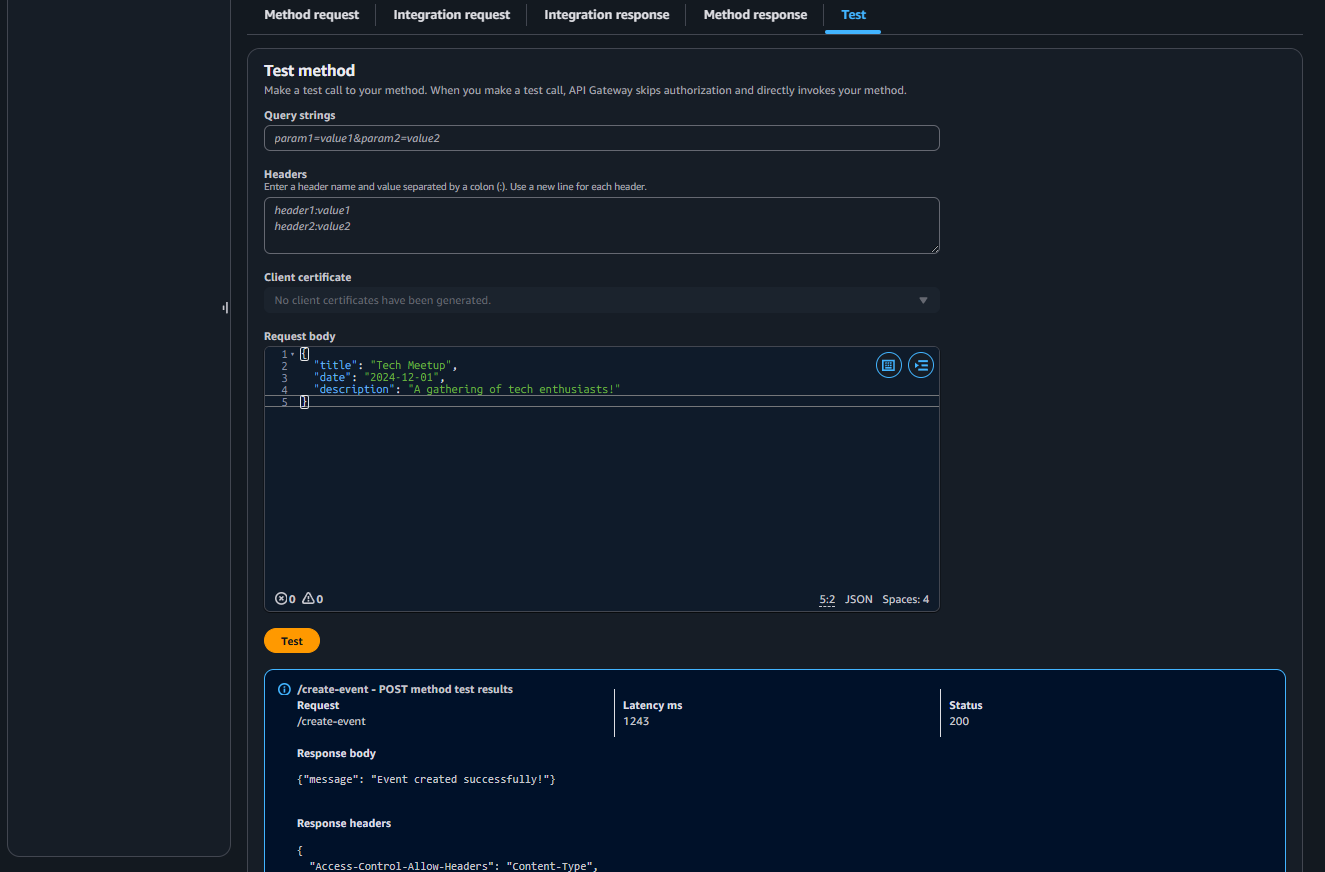 Method request
Integration request
Integration response
Method response
Test
Test method
Make a test call to your method. When you make a test call, API Gateway skips authorization and directly invokes your method.
Query strings
param1=value1&param2=value2
Headers
Enter a header name and value separated by a colon (:). Use a new line for each header.
header1:value1
header2:value2
Client certificate
No client certificates have been generated.
Request body
1 {
2 "title": "Tech Meetup",
3 "date": "2024-12-01",
4 "description": "A gathering of tech enthusiasts!"
5 }
0 0
5:2 JSON Spaces: 4
Test
/create-event - POST method test results
Request
/create-event
Latency ms
1243
Status
200
Response body
{"message": "Event created successfully!"}
Response headers
{
"Access-Control-Allow-Headers": "Content-Type",